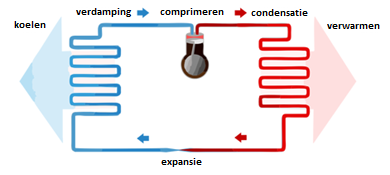 verdamping comprimeren condensatie
koelen verwarmen
expansie